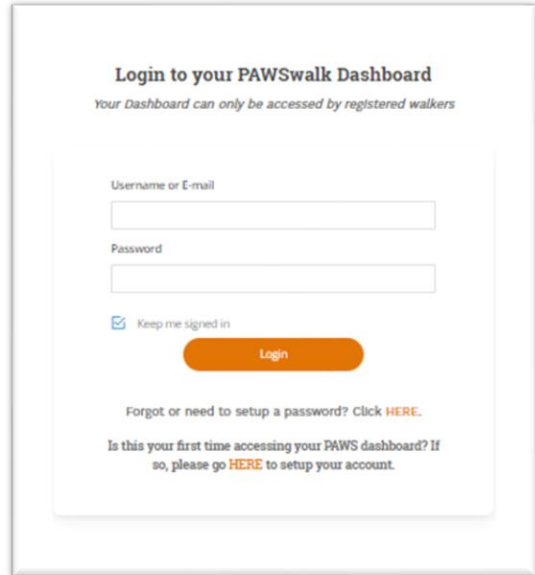 Login to your PAWSwalk Dashboard
Your Dashboard can only be accessed by registered walkers
Username or E-mail
Password
Keep me signed in
Login
Forgot or need to setup a password? Click HERE.
Is this your first time accessing your PAWS dashboard? If
so, please go HERE to setup your account.